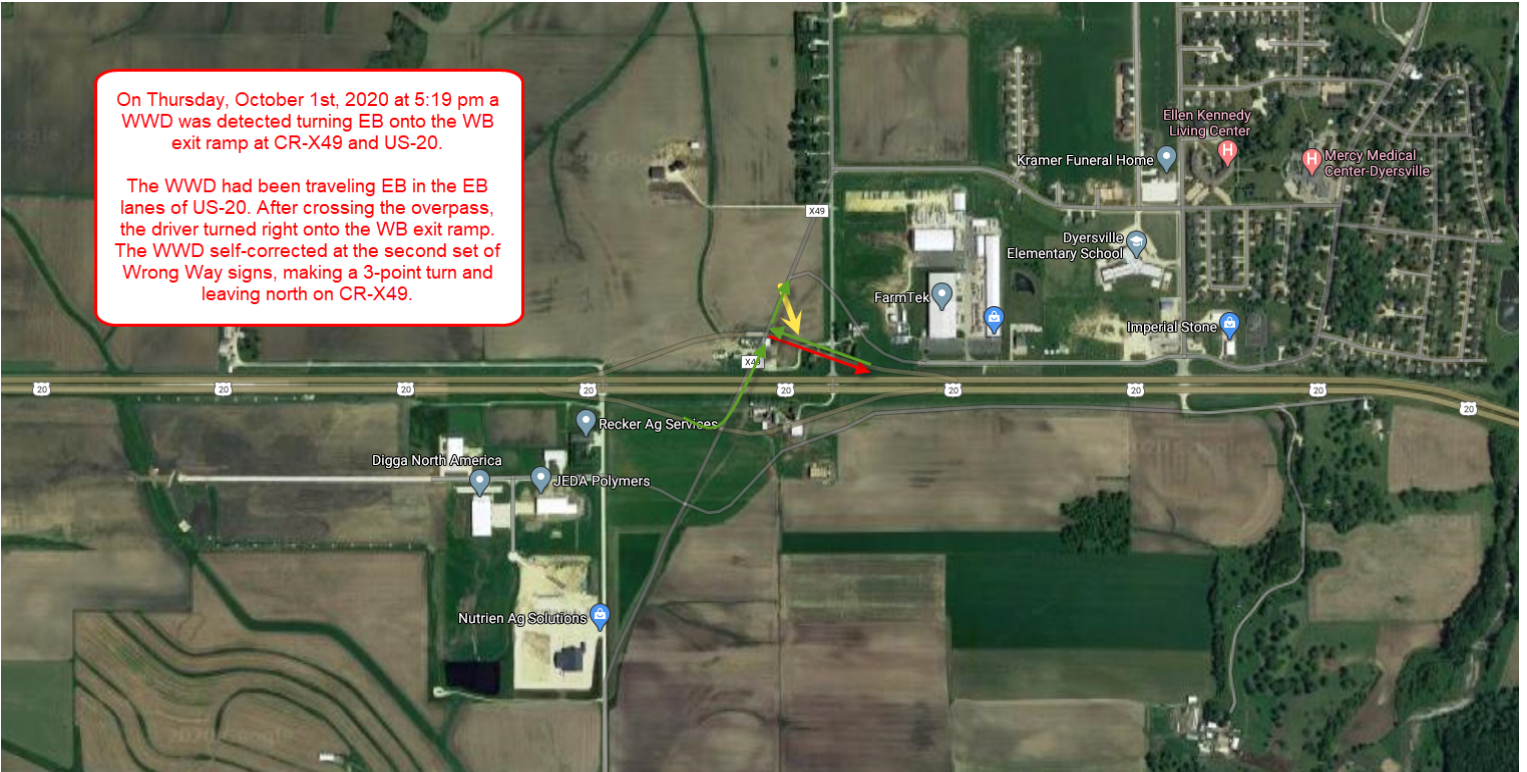 On Thursday, October 1st, 2020 at 5:19 pm a
WWD was detected turning EB onto the WB
exit ramp at CR-X49 and US-20.
The WWD had been traveling EB in the EB
lanes of US-20. After crossing the overpass,
the driver turned right onto the WB exit ramp.
The WWD self-corrected at the second set of
Wrong Way signs, making a 3-point turn and
leaving north on CR-X49.
Ellen Kennedy
Living Center
Kramer Funeral Home
Mercy Medical
Center-Dyersville
X49
Dyersville
Elementary School
FarmTek
Imperial Stone
X49
20
20
20
20
20
20
20
20
20
Recker Ag Services
Digga North America
JEDA Polymers
Nutrien Ag Solutions